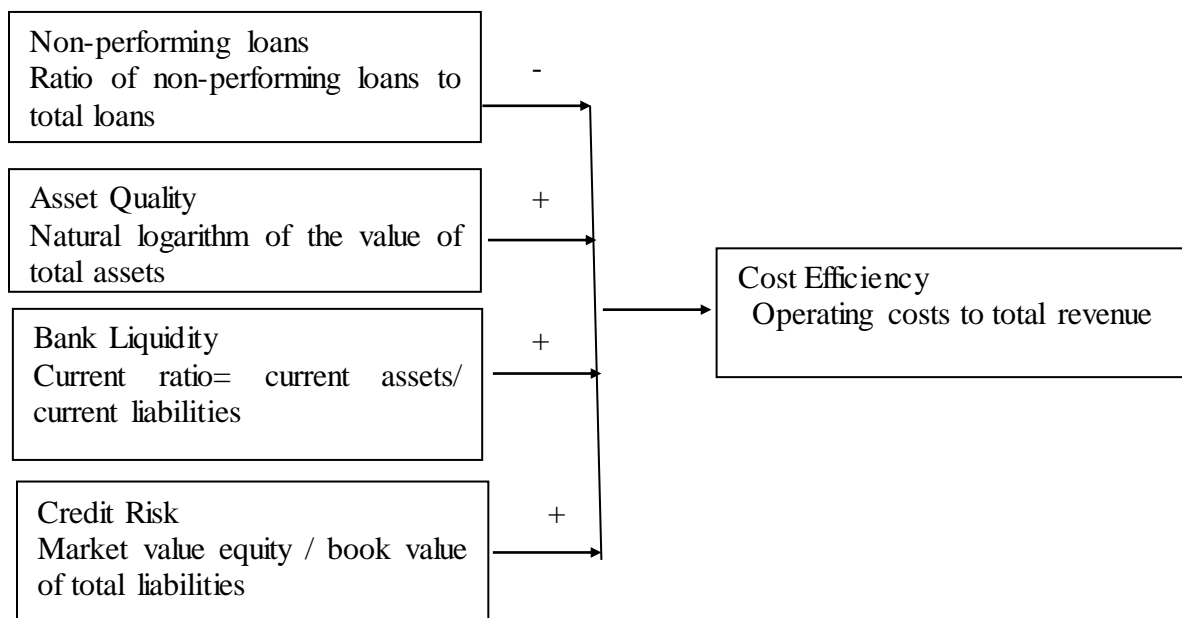 Non-performing loans
Ratio of non-performing loans to
total loans
-
Asset Quality
Natural logarithm of the value of
total assets
+
Bank Liquidity
Current ratio= current assets/
current liabilities
+
Credit Risk
Market value equity / book value
of total liabilities
+
Cost Efficiency
Operating costs to total revenue